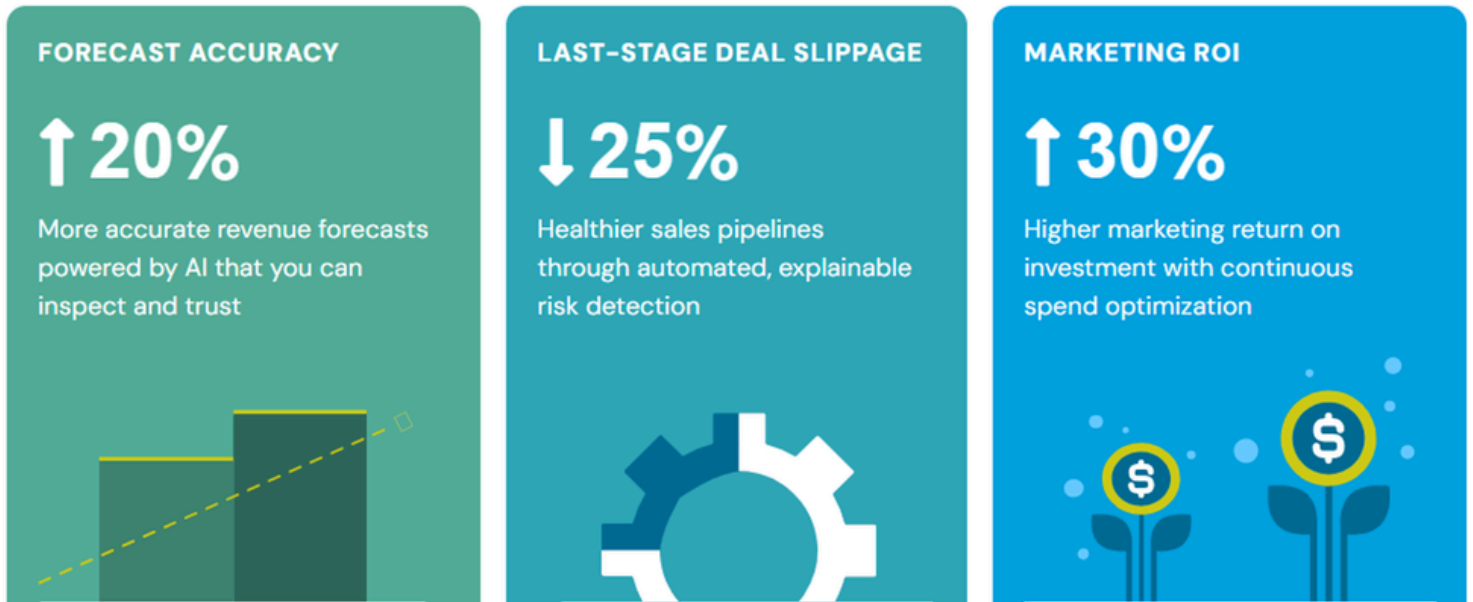 FORECAST ACCURACY
↑ 20%
More accurate revenue forecasts
powered by AI that you can
inspect and trust
LAST-STAGE DEAL SLIPPAGE
↓ 25%
Healthier sales pipelines
through automated, explainable
risk detection
MARKETING ROI
↑ 30%
Higher marketing return on
investment with continuous
spend optimization
$
$